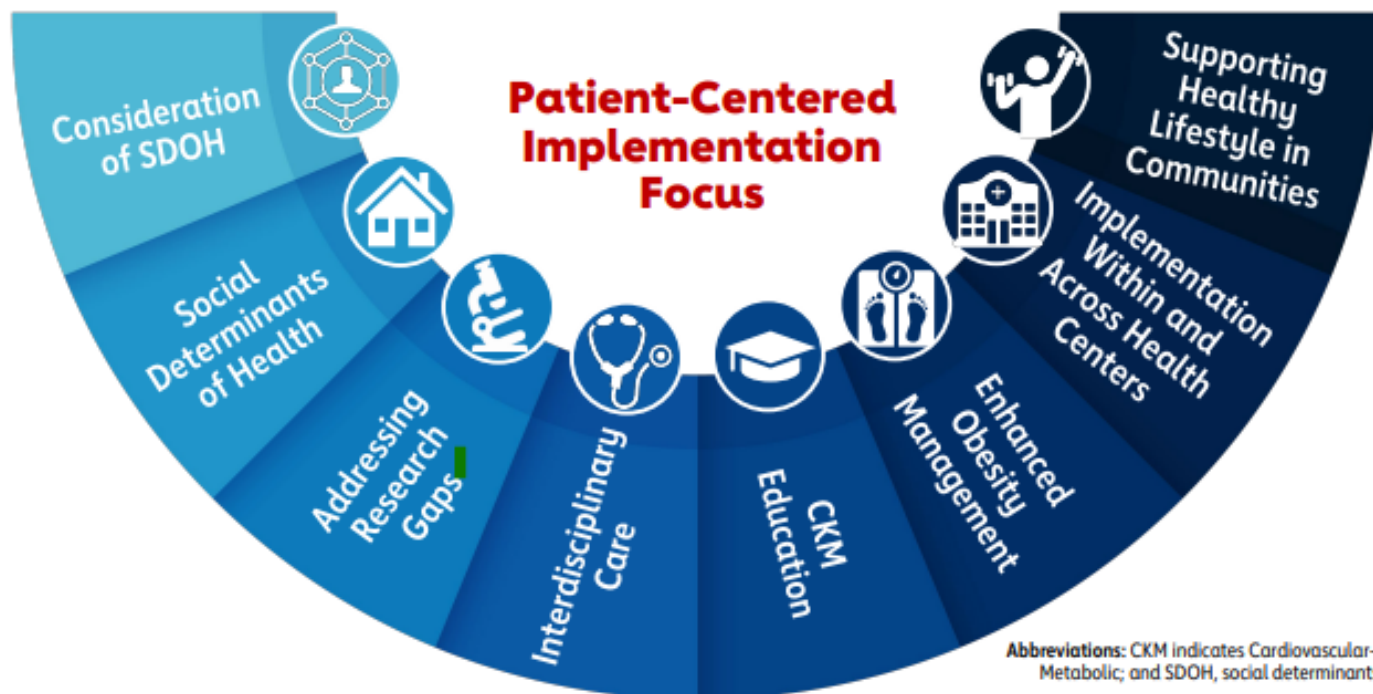 Patient-Centered
Implementation
Focus
Consideration
of SDOH
Social
Determinants
of Health
Addressing
Research
Gaps
Interdisciplinary
Care
CKM
Education
Enhanced
Obesity
Management
Implementation
Within and
Across Health
Centers
Supporting
Healthy
Lifestyle in
Communities
Abbreviations: CKM indicates Cardiovascular-
Metabolic; and SDOH, social determinant